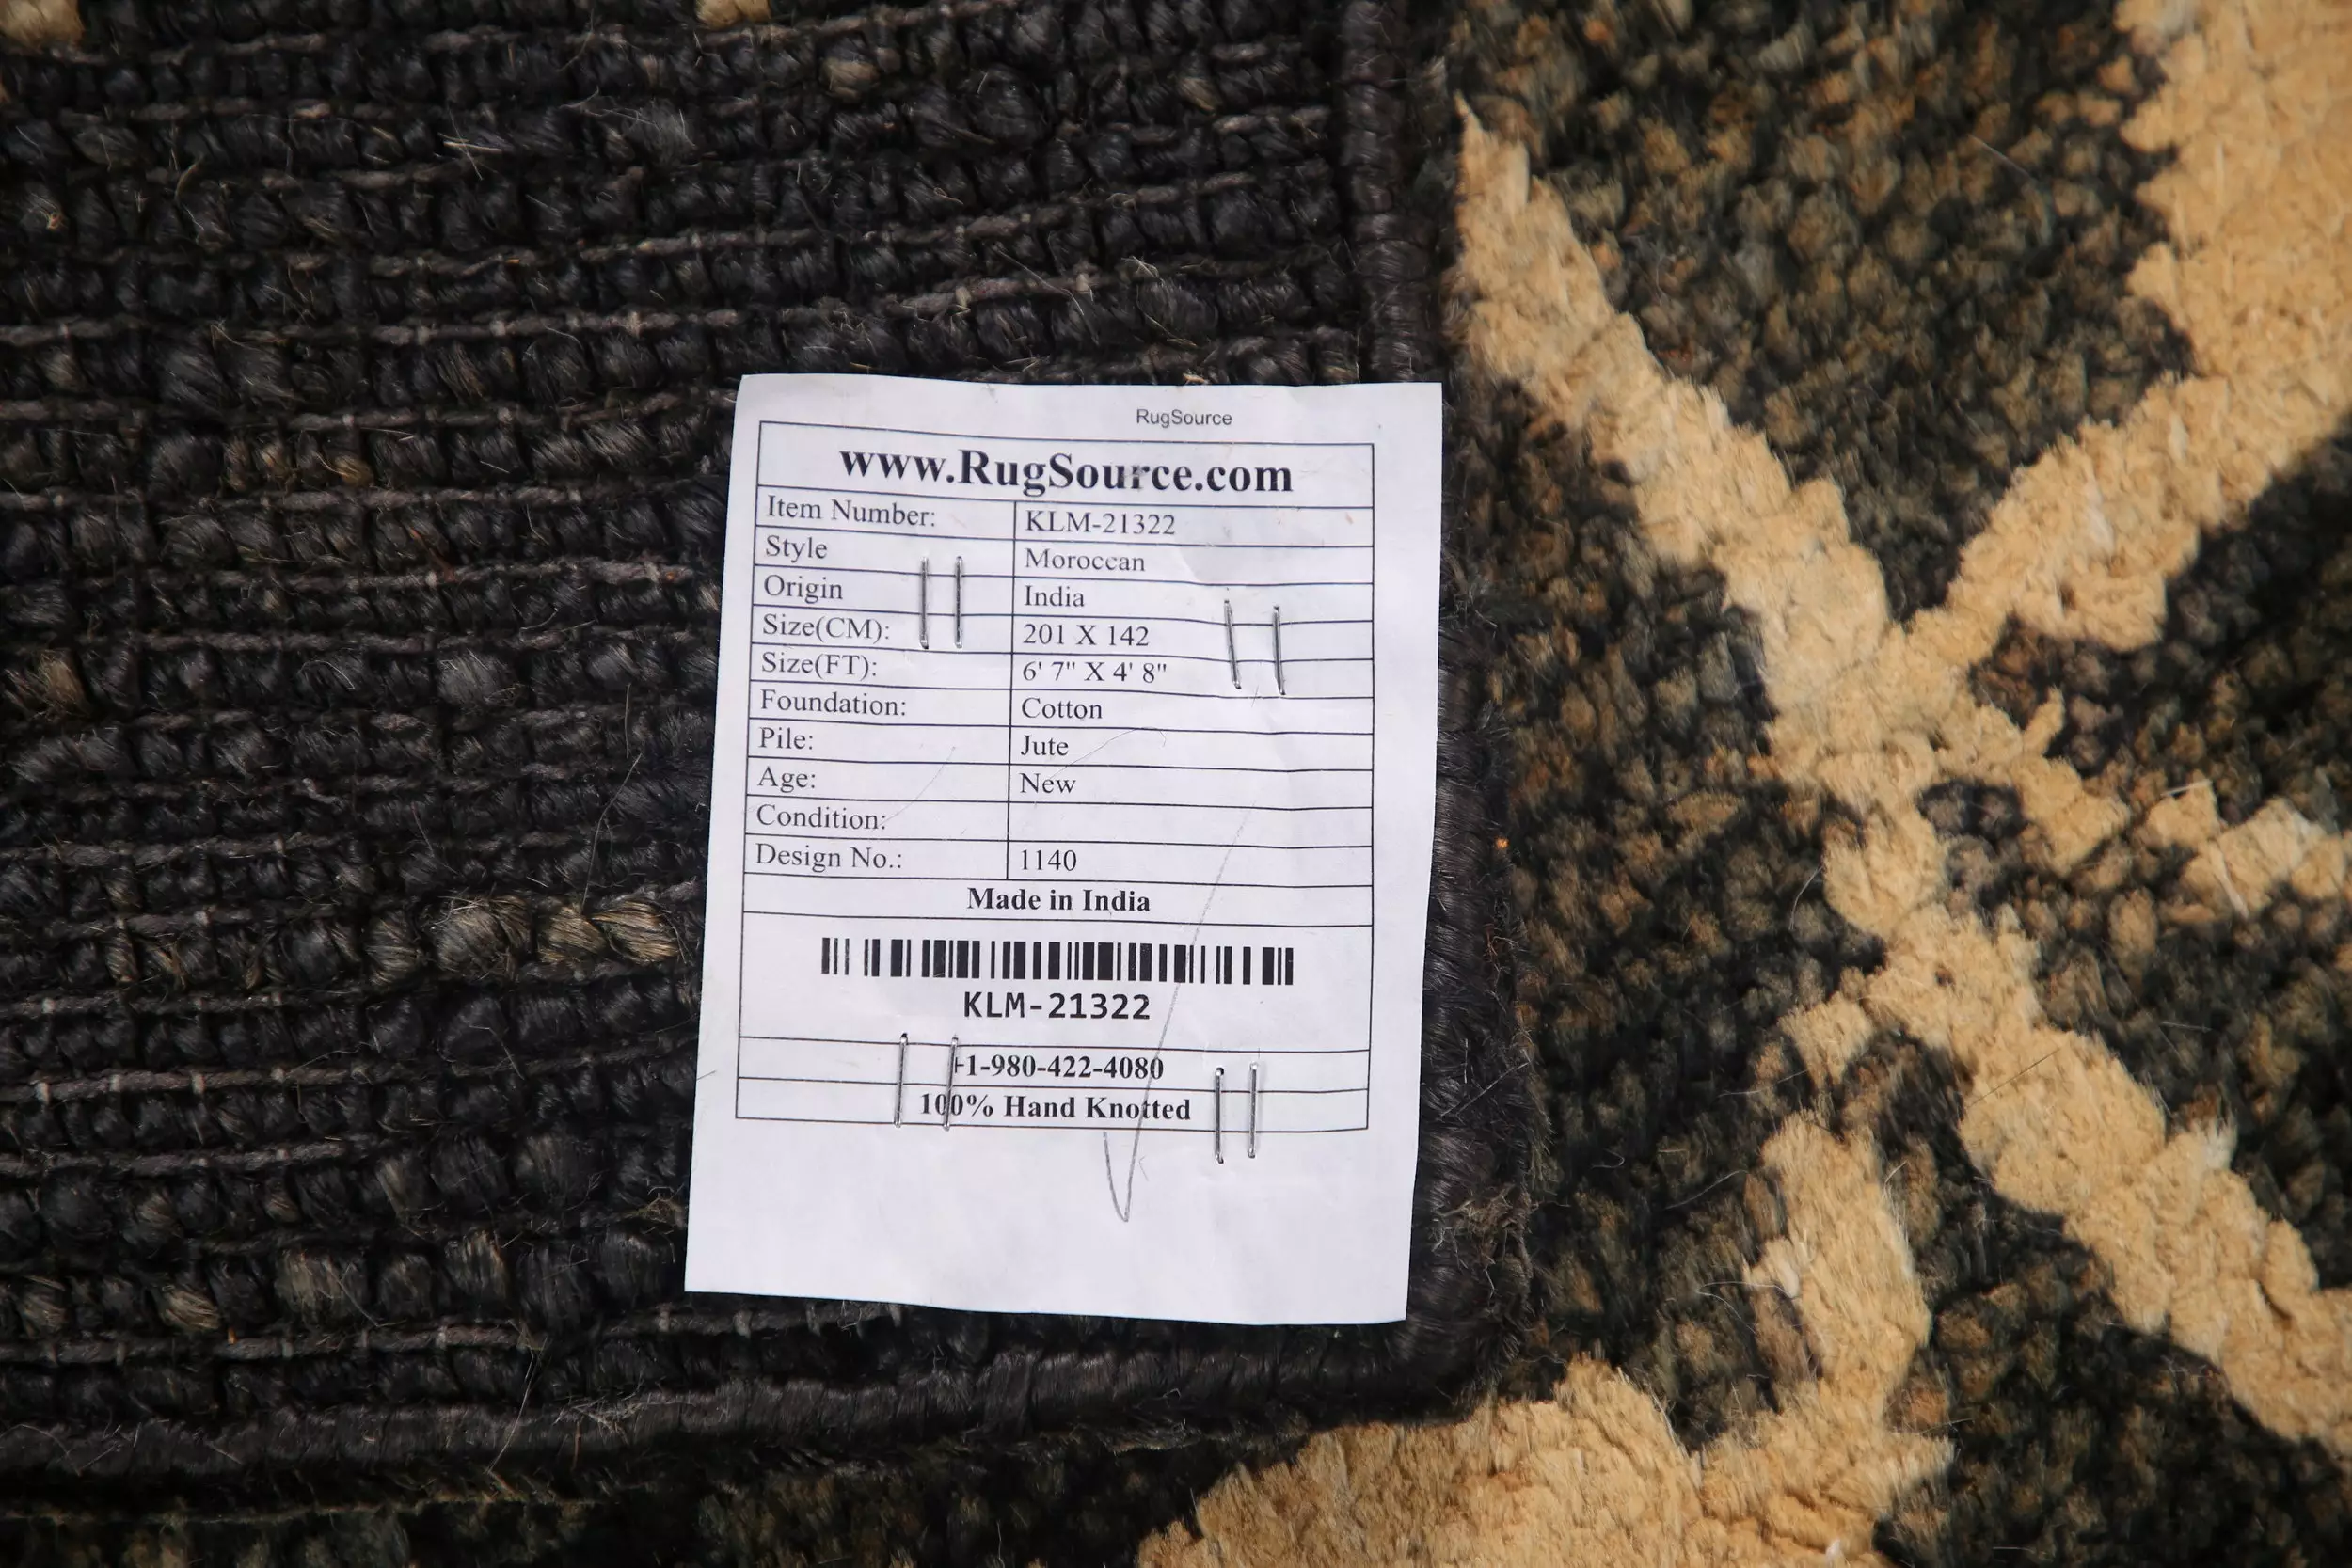 RugSource
www.RugSource.com
Item Number: KLM-21322
Style Moroccan
Origin India
Size(CM): 201 X 142
Size(FT): 6' 7" X 4' 8"
Foundation: Cotton
Pile: Jute
Age: New
Condition:
Design No.: 1140
Made in India
KLM-21322
+1-980-422-4080
100% Hand Knotted